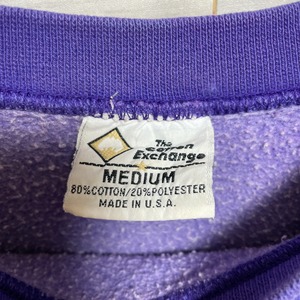 The
Cotton
Exchange
MEDIUM
80%COTTON/20%POLYESTER
MADE IN U.S.A.